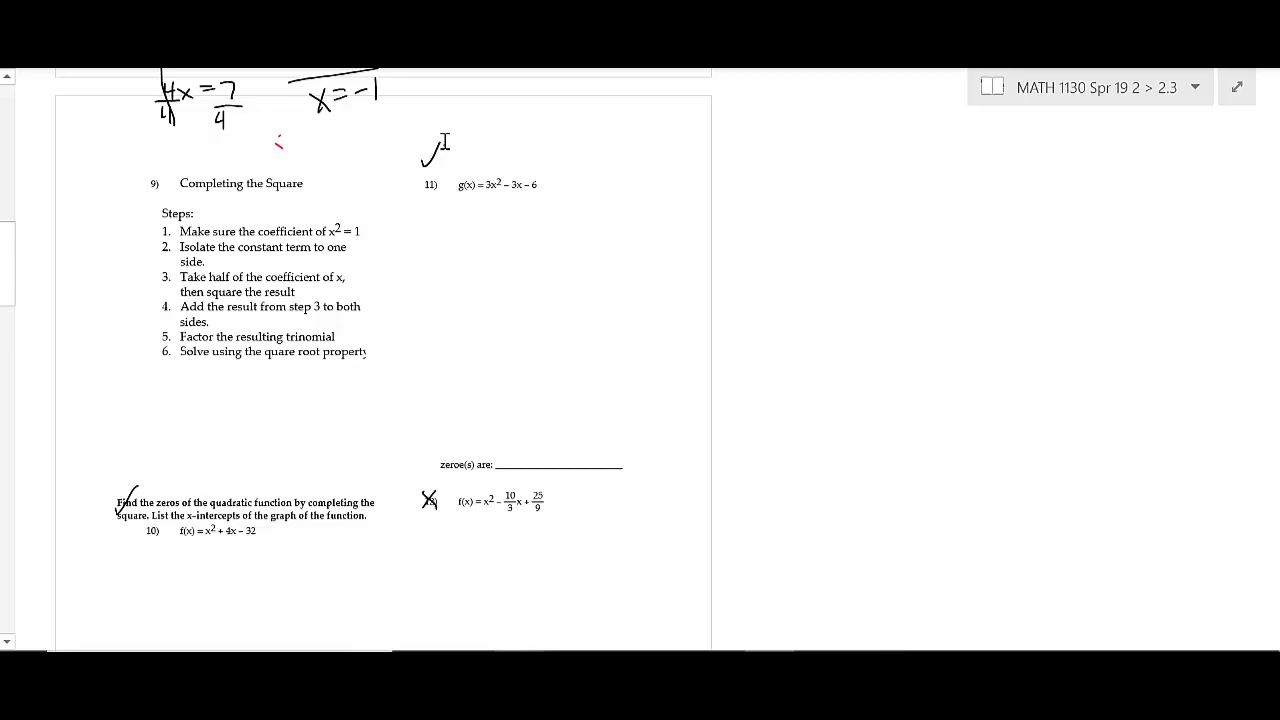 4x = 7
4 4
x = -1
MATH 1130 Spr 19 2 > 2.3
9) Completing the Square
Steps:
1. Make sure the coefficient of x² = 1
2. Isolate the constant term to one
side.
3. Take half of the coefficient of x,
then square the result
4. Add the result from step 3 to both
sides.
5. Factor the resulting trinomial
6. Solve using the quare root property
Find the zeros of the quadratic function by completing the
square. List the x-intercepts of the graph of the function.
10) f(x) = x² + 4x – 32
11) g(x) = 3x² – 3x – 6
zeroe(s) are: ____________________
f(x) = x² – 10/3 x + 25/9